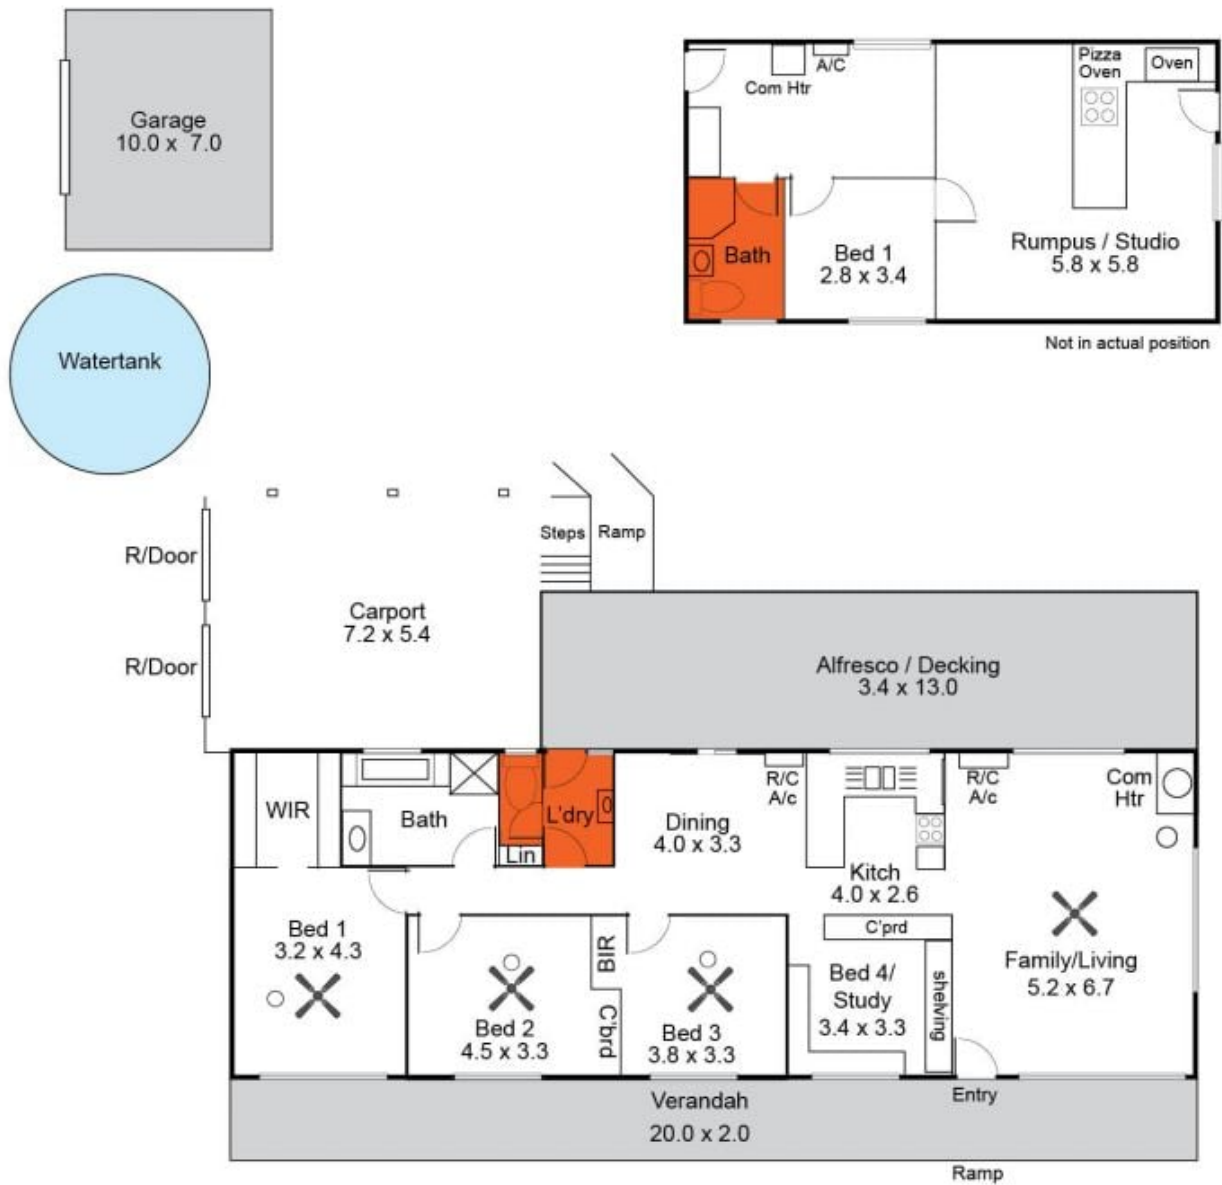 Garage
10.0 x 7.0
Watertank
Com Htr
A/C
Pizza
Oven
Oven
Bath
Bed 1
2.8 x 3.4
Rumpus / Studio
5.8 x 5.8
Not in actual position
Steps
Ramp
R/Door
R/Door
Carport
7.2 x 5.4
Alfresco / Decking
3.4 x 13.0
WIR
Bath
Lin
L'dry
Dining
4.0 x 3.3
R/C
A/c
Kitch
4.0 x 2.6
R/C
A/c
Com
Htr
Bed 1
3.2 x 4.3
Bed 2
4.5 x 3.3
BIR
C'brd
Bed 3
3.8 x 3.3
C'prd
Bed 4/
Study
3.4 x 3.3
shelving
Family/Living
5.2 x 6.7
Entry
Verandah
20.0 x 2.0
Ramp